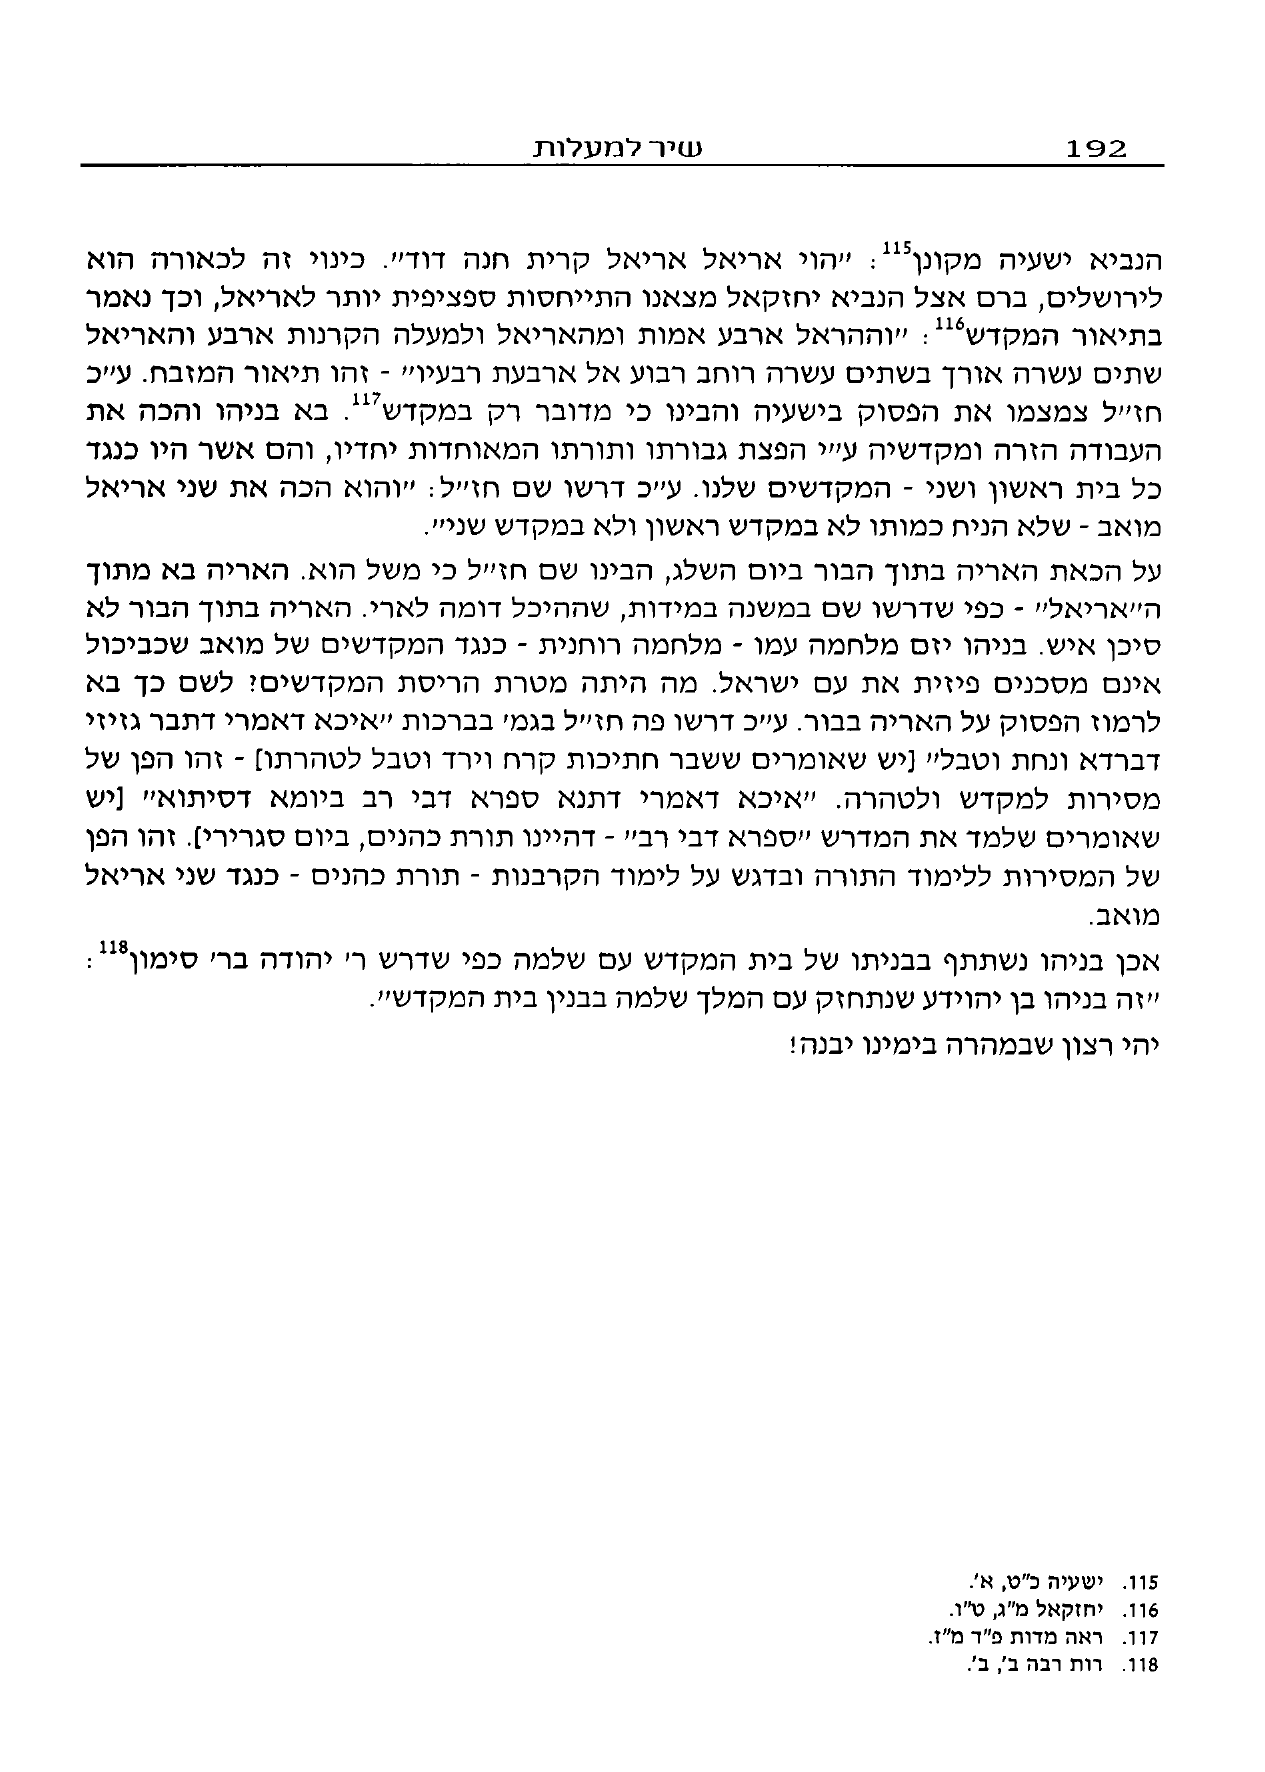 192 שיר למעלות
הנביא ישעיה מקונן115: ״הוי אריאל אריאל קרית חנה דוד״. כינוי זה לכאורה הוא
לירושלים, ברם אצל הנביא יחזקאל מצאנו התייחסות ספציפית יותר לאריאל, וכך נאמר
בתיאור המקדש116: ״וההראל ארבע אמות ומהאריאל ולמעלה הקרנות ארבע והאריאל
שתים עשרה אורך בשתים עשרה רוחב רבוע אל ארבעת רבעיו״ - זהו תיאור המזבח. ע״כ
חז״ל צמצמו את הפסוק בישעיה והבינו כי מדובר רק במקדש117. בא בניהו והכה את
העבודה הזרה ומקדשיה ע״י הפצת גבורתו ותורתו המאוחדות יחדיו, והם אשר היו כנגד
כל בית ראשון ושני - המקדשים שלנו. ע״כ דרשו שם חז״ל: ״והוא הכה את שני אריאל
מואב - שלא הניח כמותו לא במקדש ראשון ולא במקדש שני״.
על הכאת האריה בתוך הבור ביום השלג, הבינו שם חז״ל כי משל הוא. האריה בא מתוך
ה״אריאל״ - כפי שדרשו שם במשנה במידות, שההיכל דומה לארי. האריה בתוך הבור לא
סיכן איש. בניהו יזם מלחמה עמו - מלחמה רוחנית - כנגד המקדשים של מואב שכביכול
אינם מסכנים פיזית את עם ישראל. מה היתה מטרת הריסת המקדשים? לשם כך בא
לרמוז הפסוק על האריה בבור. ע״כ דרשו פה חז״ל בגמ׳ בברכות ״איכא דאמרי דתבר גזיזי
דברדא ונחת וטבל״ [יש שאומרים ששבר חתיכות קרח וירד וטבל לטהרתו] - זהו הפן של
מסירות למקדש ולטהרה. ״איכא דאמרי דתנא ספרא דבי רב ביומא דסיתוא״ [יש
שאומרים שלמד את המדרש ״ספרא דבי רב״ - דהיינו תורת כהנים, ביום סגרירי]. זהו הפן
של המסירות ללימוד התורה ובדגש על לימוד הקרבנות - תורת כהנים - כנגד שני אריאל
מואב.
אכן בניהו נשתתף בבניתו של בית המקדש עם שלמה כפי שדרש ר׳ יהודה בר׳ סימון118:
״זה בניהו בן יהוידע שנתחזק עם המלך שלמה בבנין בית המקדש״.
יהי רצון שבמהרה בימינו יבנה!
115. ישעיה כ״ט, א׳.
116. יחזקאל מ״ג, ט״ו.
117. ראה מדות פ״ד מ״ז.
118. רות רבה ב׳, ב׳.